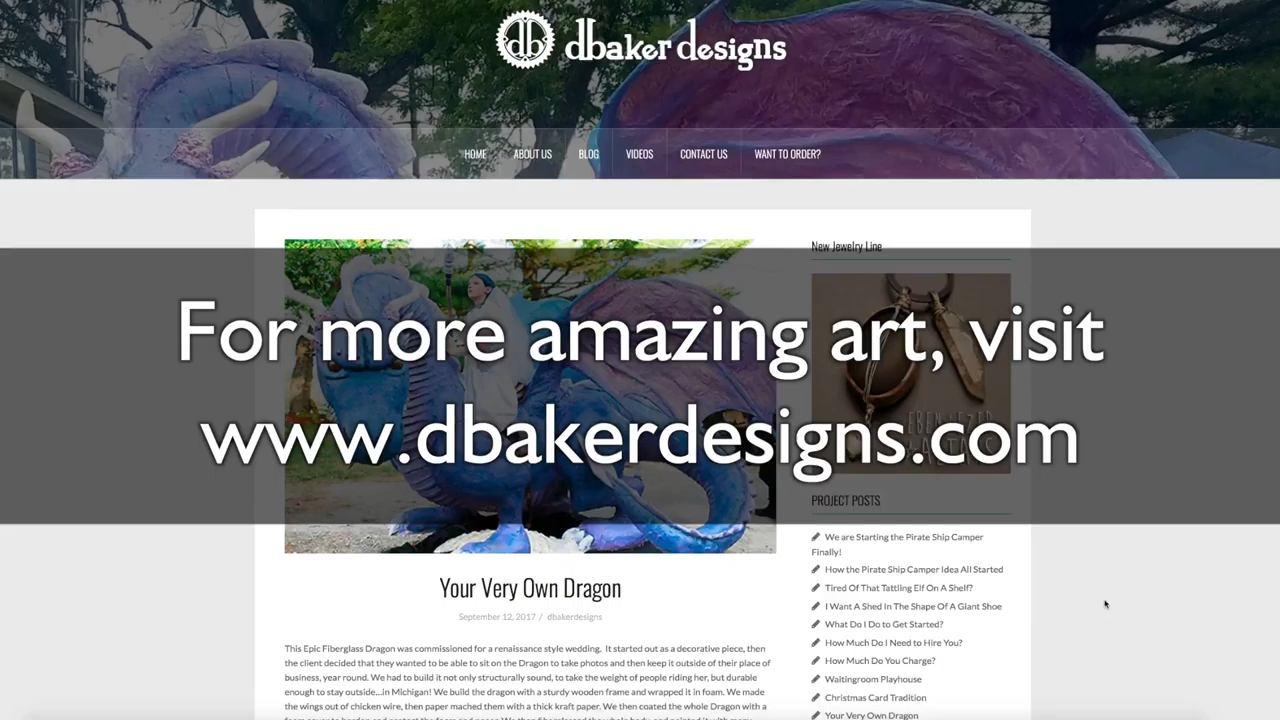 db dbaker designs
HOME ABOUT US BLOG VIDEOS CONTACT US WANT TO ORDER?
New Jewelry Line
For more amazing art, visit
www.dbakerdesigns.com
Your Very Own Dragon
September 12, 2017 / dbakerdesigns
This Epic Fiberglass Dragon was commissioned for a renaissance style wedding. It started out as a decorative piece, then
the client decided that they wanted to be able to sit on the Dragon to take photos and then keep it outside of their place of
business, year round. We had to build it not only structurally sound, to take the weight of people riding her, but durable
enough to stay outside...in Michigan! We build the dragon with a sturdy wooden frame and wrapped it in foam. We made
the wings out of chicken wire, then paper mached them with a thick kraft paper. We then coated the whole Dragon with a
PROJECT POSTS
We are Starting the Pirate Ship Camper
Finally!
How the Pirate Ship Camper Idea All Started
Tired Of That Tattling Elf On A Shelf?
I Want A Shed In The Shape Of A Giant Shoe
What Do I Do to Get Started?
How Much Do I Need to Hire You?
How Much Do You Charge?
Waitingroom Playhouse
Christmas Card Tradition
Your Very Own Dragon